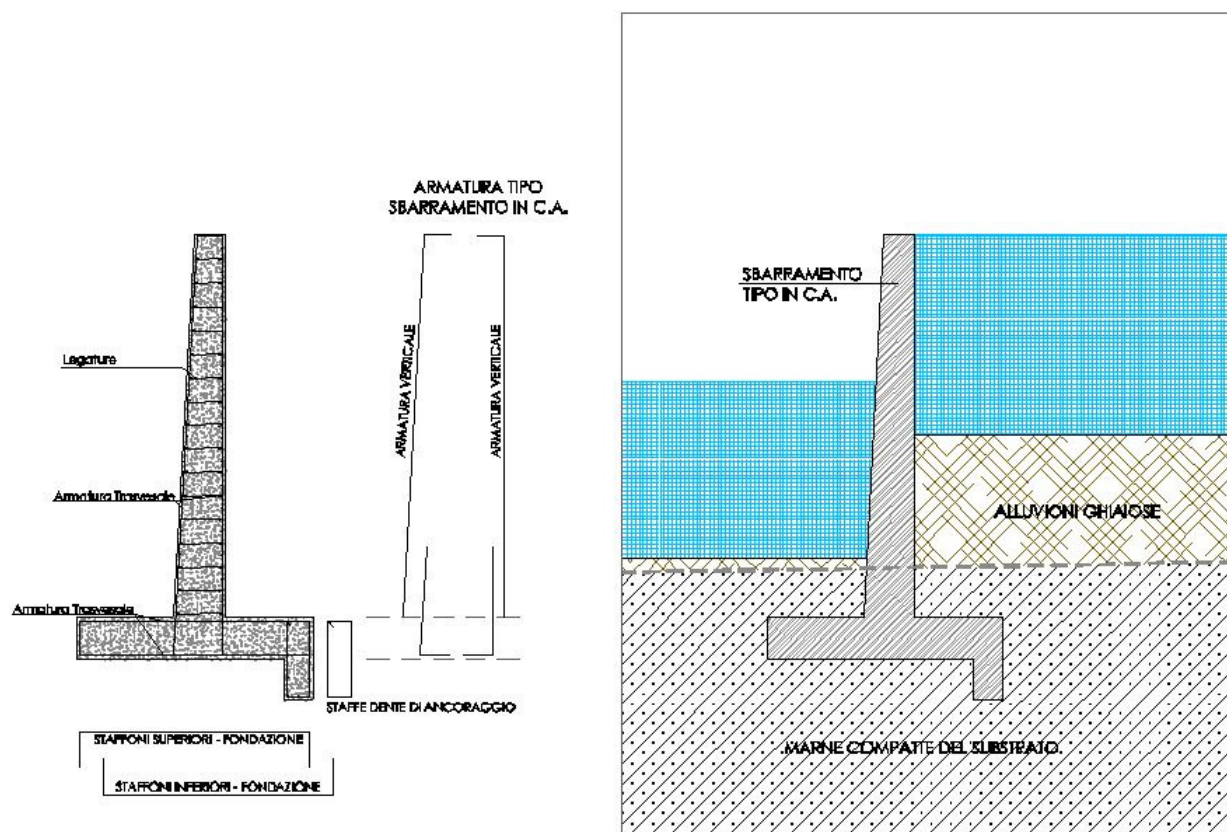 ARMATURA TIPO
SBARRAMENTO IN C.A.
Legature
ARMATURA VERTICALE
ARMATURA VERTICALE
Armatura Trasversale
Armatura Trasversale
STAFFE DENTE DI ANCORAGGIO
STAFFONI SUPERIORI - FONDAZIONE
STAFFONI INFERIORI - FONDAZIONE
SBARRAMENTO
TIPO IN C.A.
ALLUVIONI GHIAIOSE
MARNE COMPATTE DEL SUBSTRATO